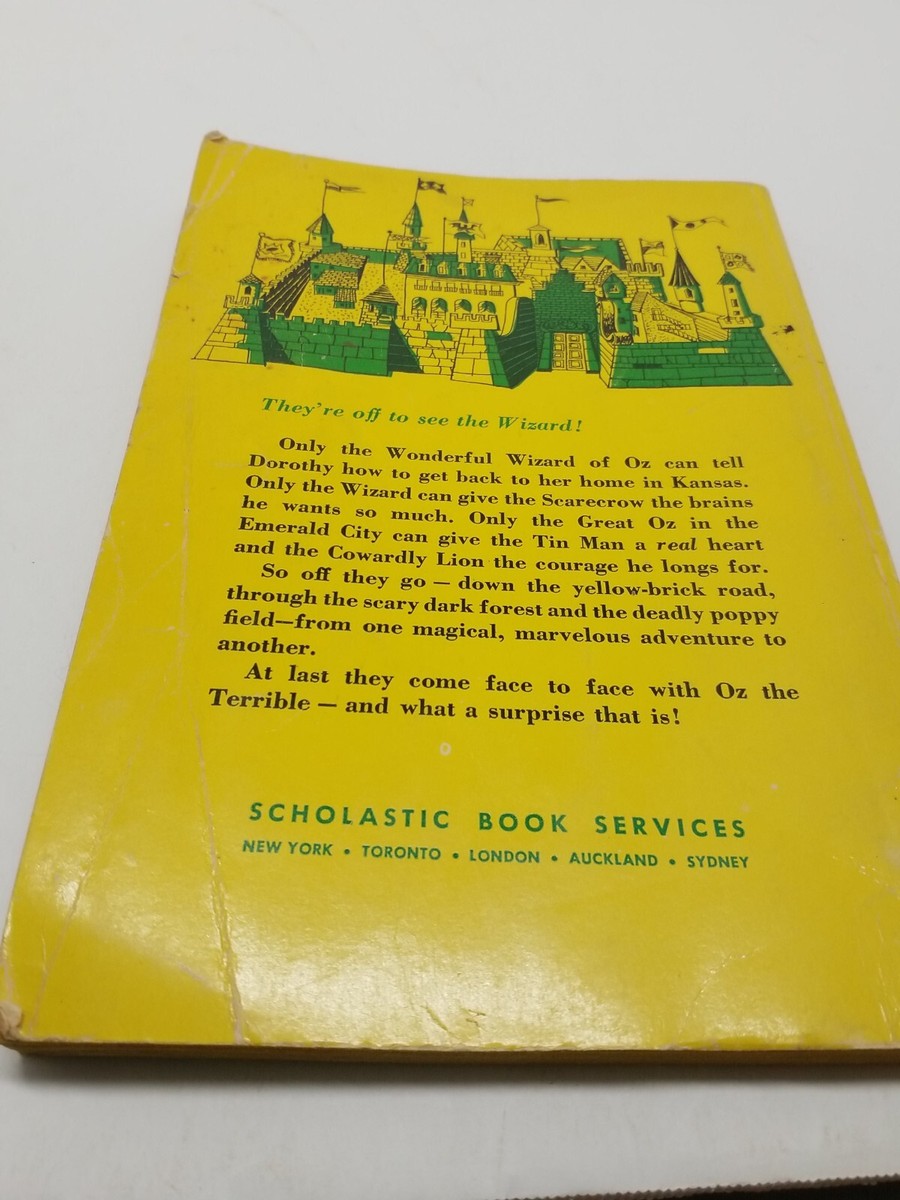 They're off to see the Wizard!
Only the Wonderful Wizard of Oz can tell
Dorothy how to get back to her home in Kansas.
Only the Wizard can give the Scarecrow the brains
he wants so much. Only the Great Oz in the
Emerald City can give the Tin Man a real heart
and the Cowardly Lion the courage he longs for.
So off they go — down the yellow-brick road,
through the scary dark forest and the deadly poppy
field—from one magical, marvelous adventure to
another.
At last they come face to face with Oz the
Terrible — and what a surprise that is!
SCHOLASTIC BOOK SERVICES
NEW YORK • TORONTO • LONDON • AUCKLAND • SYDNEY